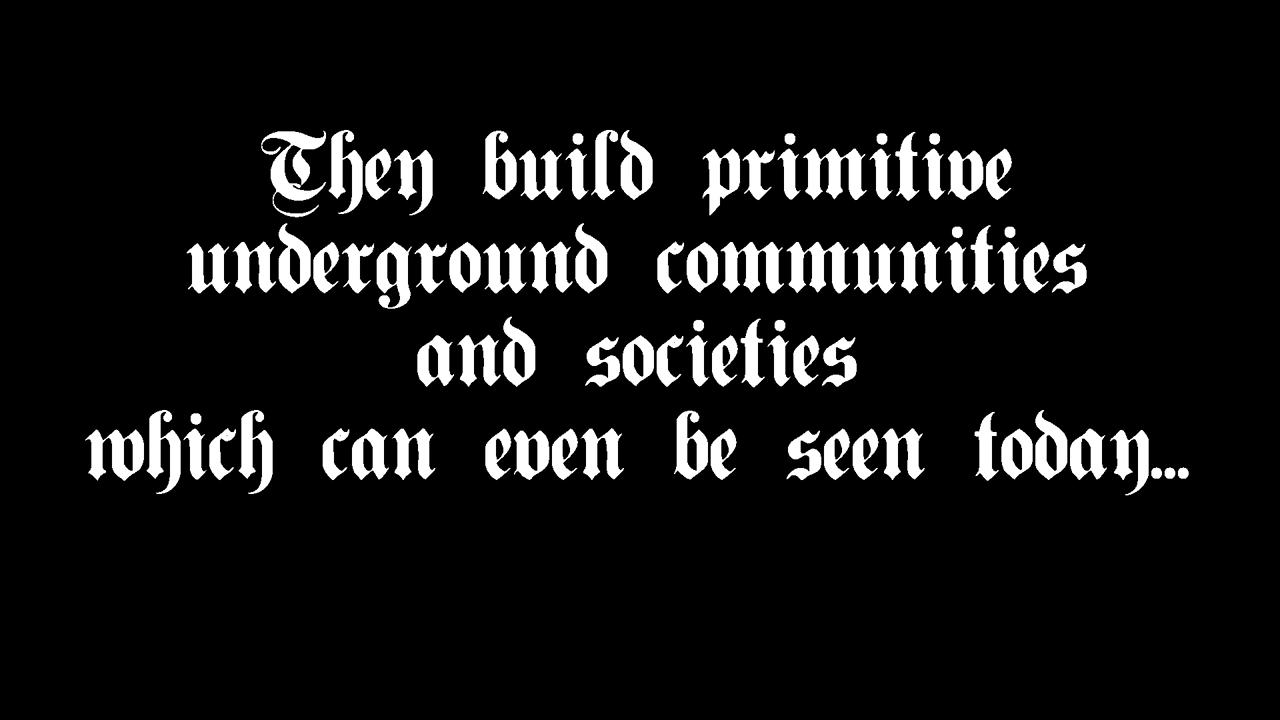 They build primitive
underground communities
and societies
which can even be seen today...